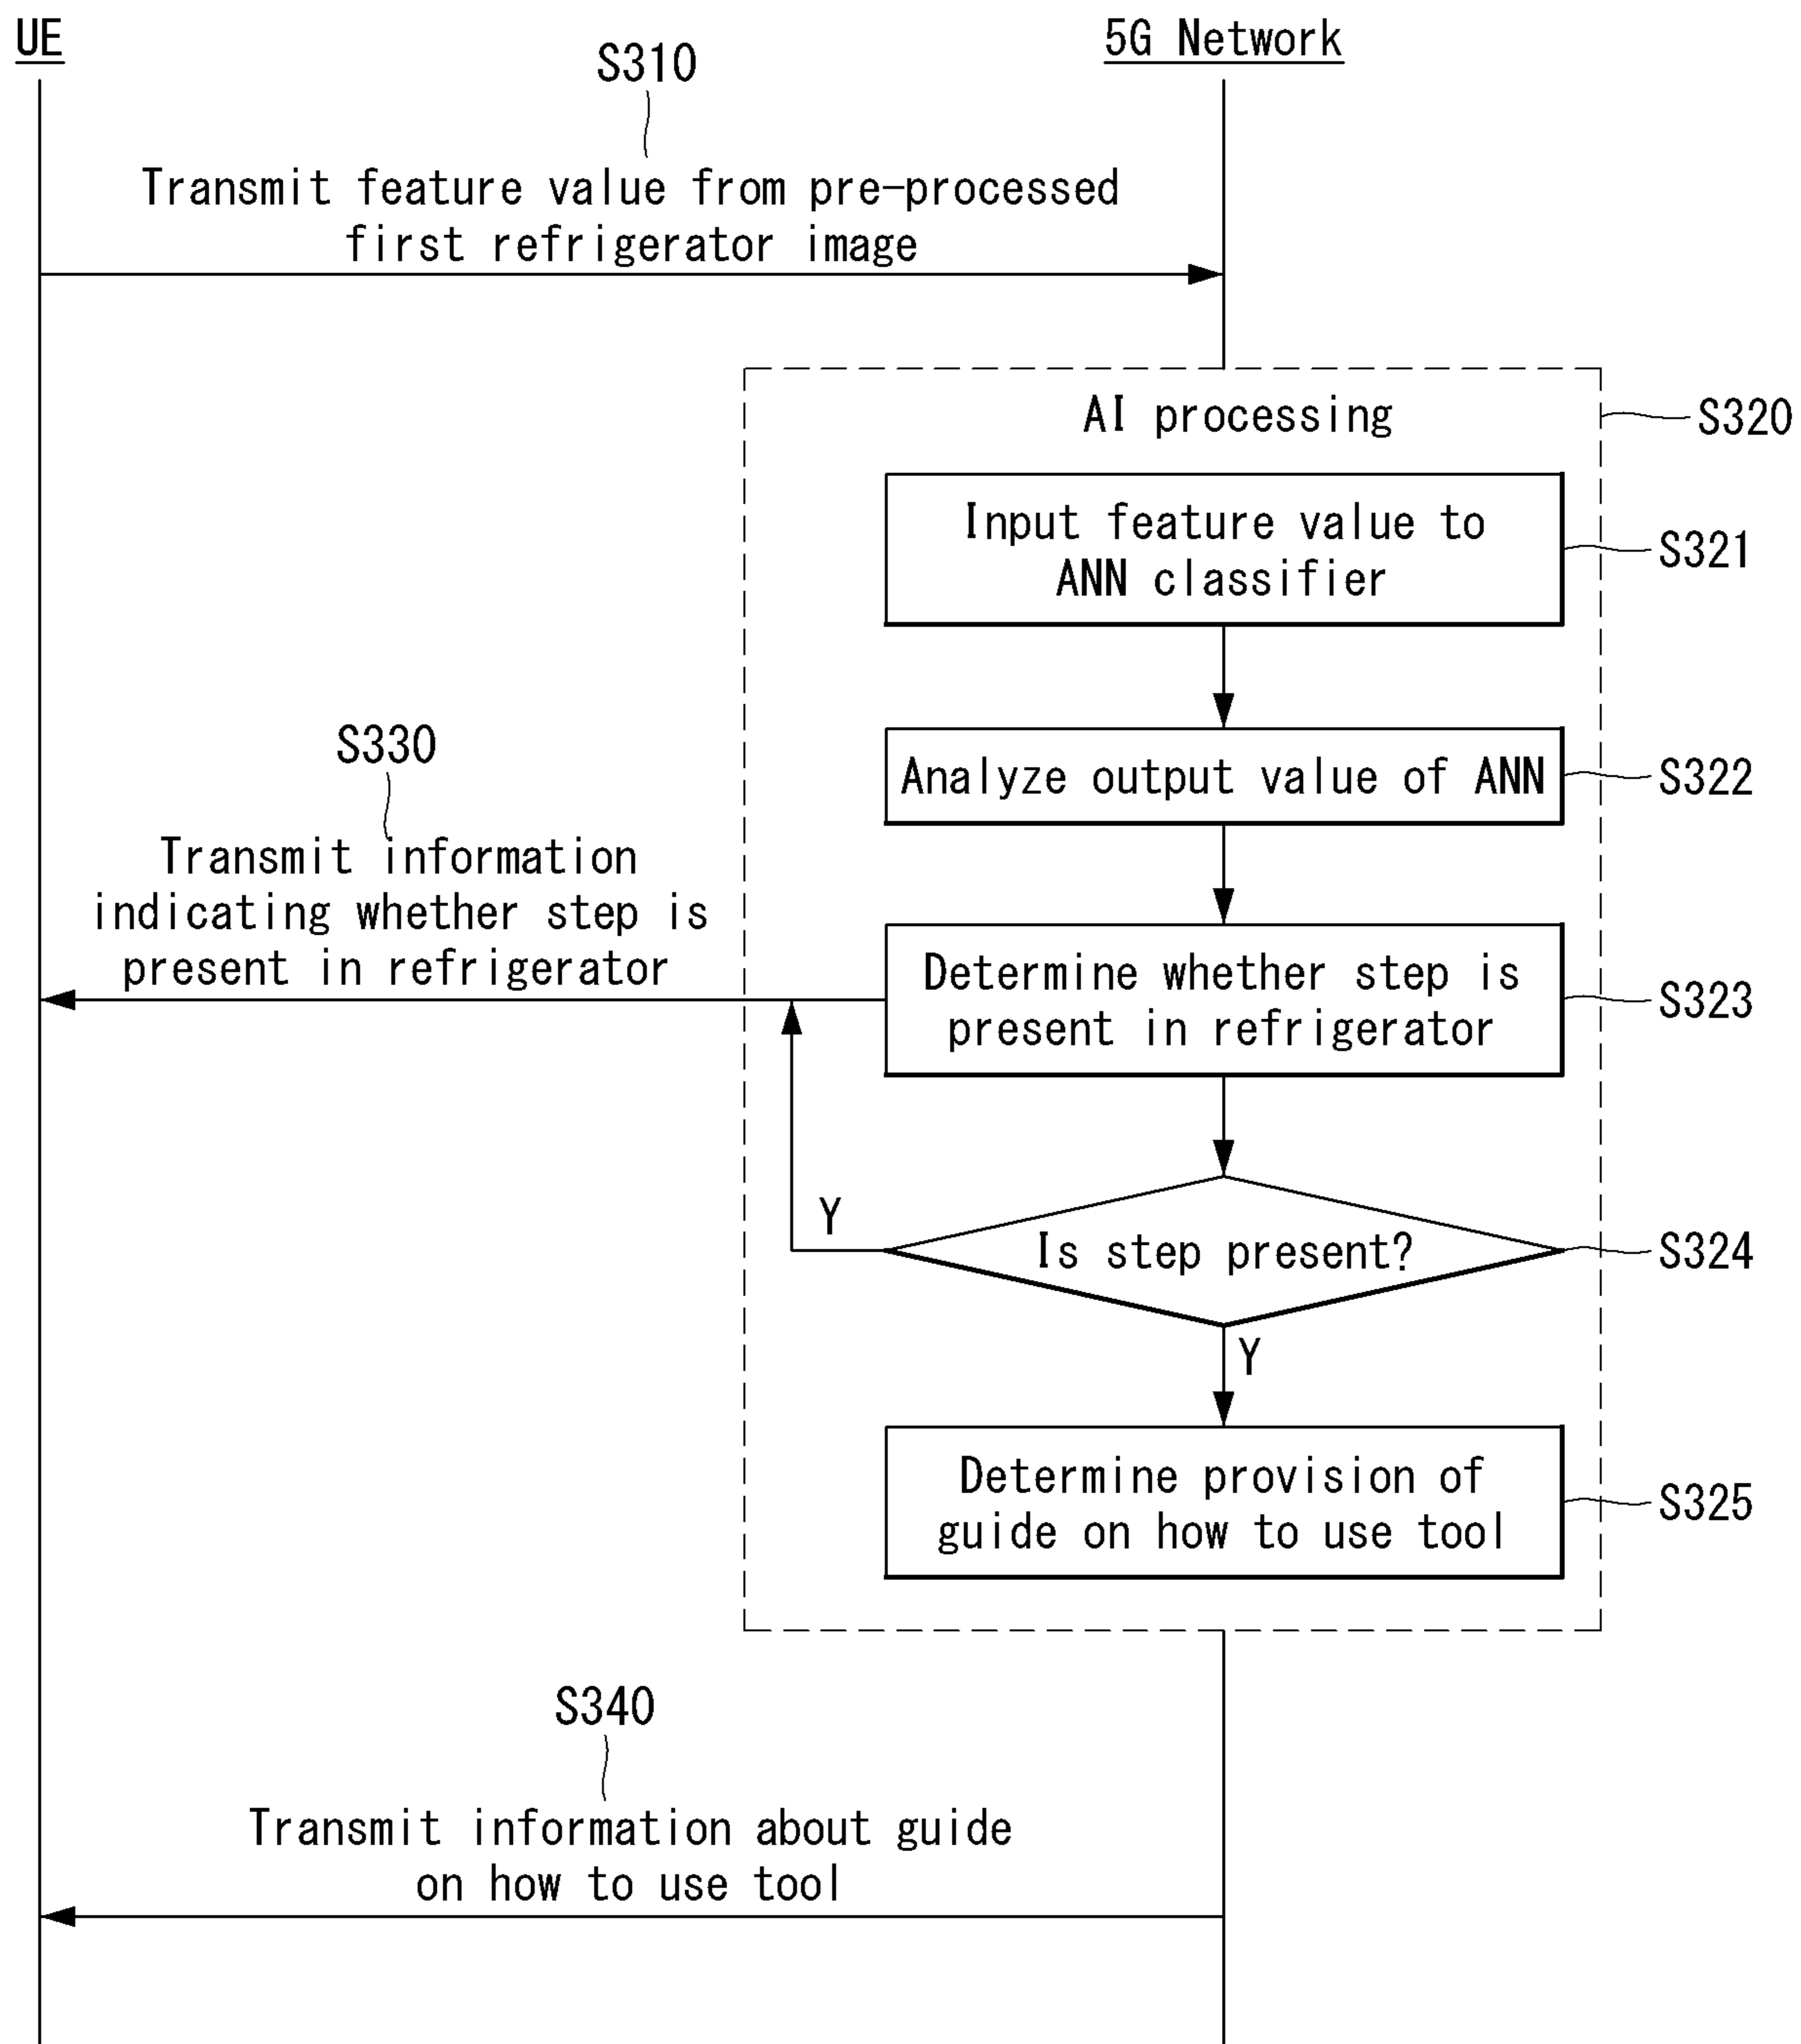 UE
5G Network
S310
Transmit feature value from pre-processed
first refrigerator image
AI processing
S320
Input feature value to
ANN classifier
S321
Analyze output value of ANN
S322
S330
Transmit information
indicating whether step is
present in refrigerator
Determine whether step is
present in refrigerator
S323
Y
Is step present?
S324
Y
Determine provision of
guide on how to use tool
S325
S340
Transmit information about guide
on how to use tool